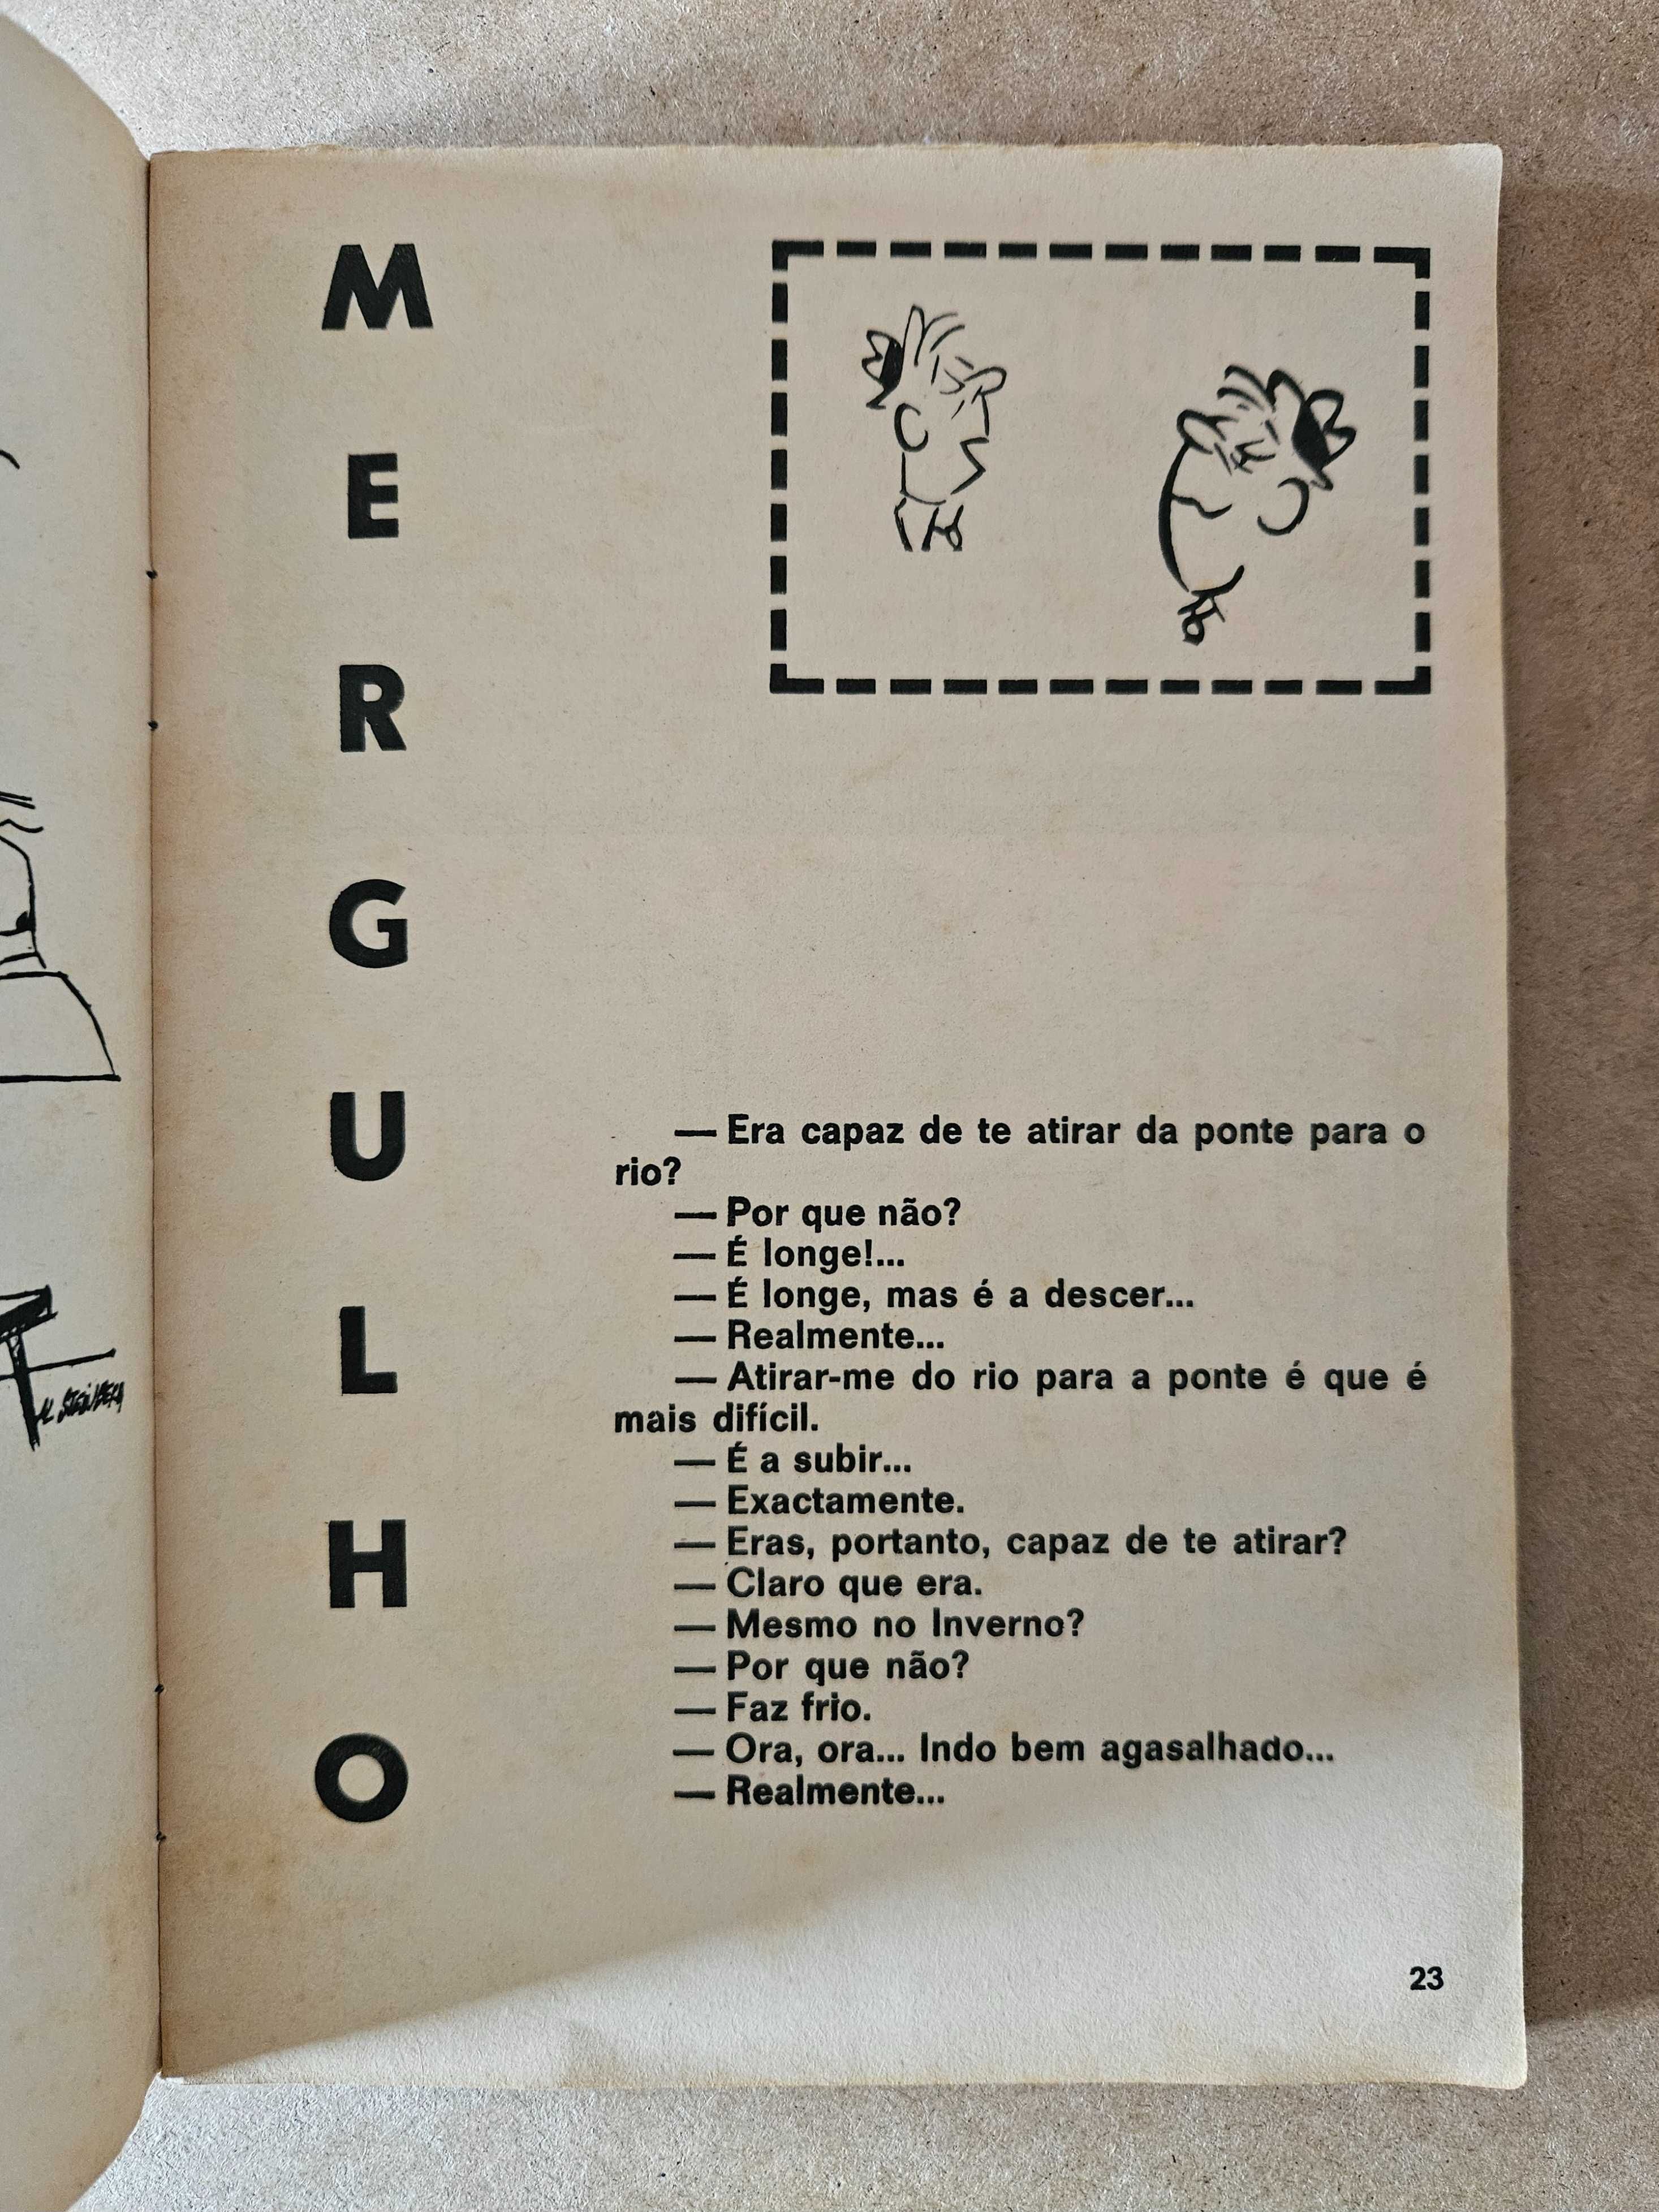 MERGULHO
— Era capaz de te atirar da ponte para o
rio?
— Por que não?
— É longe!...
— É longe, mas é a descer...
— Realmente...
— Atirar-me do rio para a ponte é que é
mais difícil.
— É a subir...
— Exactamente.
— Eras, portanto, capaz de te atirar?
— Claro que era.
— Mesmo no Inverno?
— Por que não?
— Faz frio.
— Ora, ora... Indo bem agasalhado...
— Realmente...
23